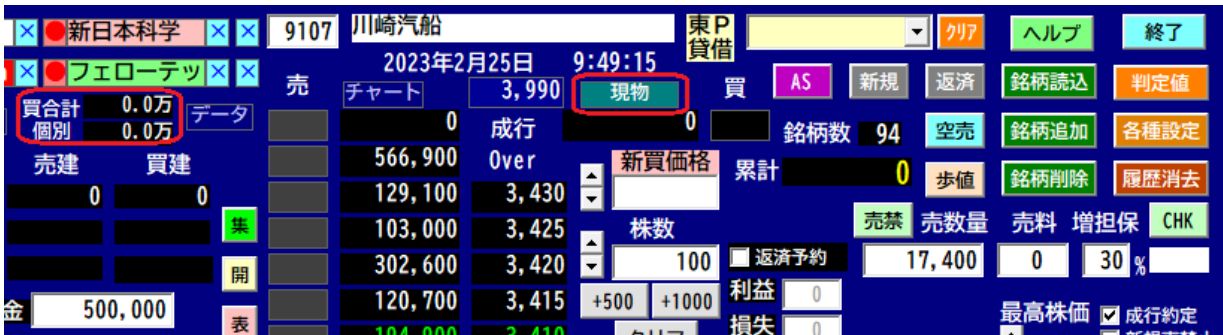 新日本科学 × × 9107 川崎汽船 東P クリア ヘルプ 終了
× フェローテッ × × 2023年2月25日 9:49:15 貸借
売 チャート 3,990 現物 買 AS 新規 返済 銘柄読込 判定値
買合計 0.0万 データ
個別 0.0万 0 成行 0 銘柄数 94 空売 銘柄追加 各種設定
売建 買建 566,900 Over 新買価格 累計 0 歩値 銘柄削除 履歴消去
0 0 129,100 3,430
集 103,000 3,425 株数 売禁 売数量 売料 増担保 CHK
開 302,600 3,420 100 返済予約 17,400 0 30 %
金 500,000 120,700 3,415 +500 +1000 利益 0 最高株価 成行約定
表 194,900 3,410 クリア 損失 0